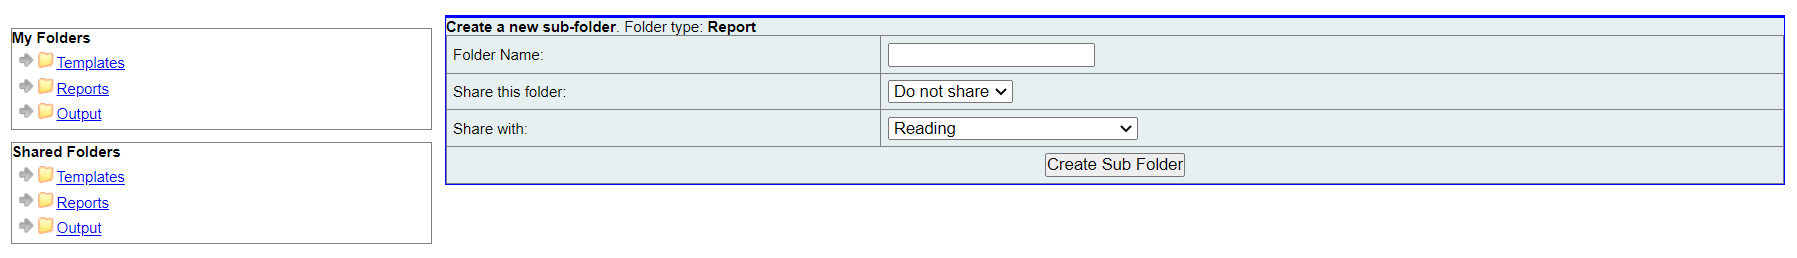 My Folders
Templates
Reports
Output
Shared Folders
Templates
Reports
Output
Create a new sub-folder. Folder type: Report
Folder Name:
Share this folder: Do not share
Share with: Reading
Create Sub Folder